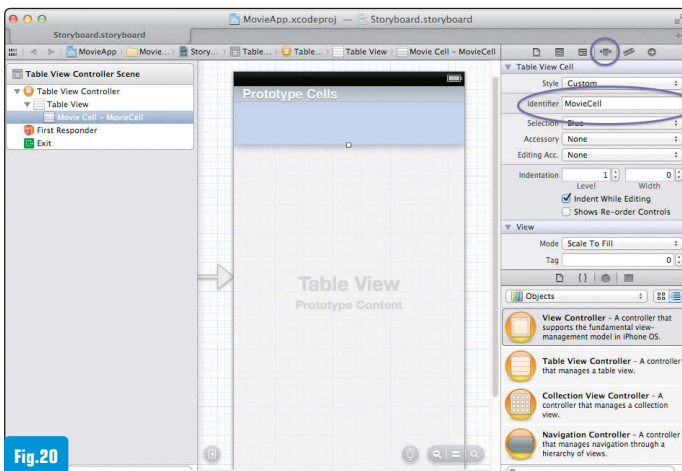 MovieApp.xcodeproj — Storyboard.storyboard
Storyboard.storyboard
MovieApp
Movie...
Story...
Table...
Table...
Table View
Movie Cell – MovieCell
Table View Controller Scene
Table View Controller
Table View
Movie Cell – MovieCell
First Responder
Exit
Prototype Cells
Table View
Prototype Content
Table View Cell
Style Custom
Identifier MovieCell
Selection Blue
Accessory None
Editing Acc. None
Indentation 1 0
Level Width
Indent While Editing
Shows Re-order Controls
View
Mode Scale To Fill
Tag 0
{ }
Objects
View Controller – A controller that
supports the fundamental view-
management model in iPhone OS.
Table View Controller – A controller
that manages a table view.
Collection View Controller – A
controller that manages a collection
view.
Navigation Controller – A controller
that manages navigation through a
hierarchy of views.
Fig.20